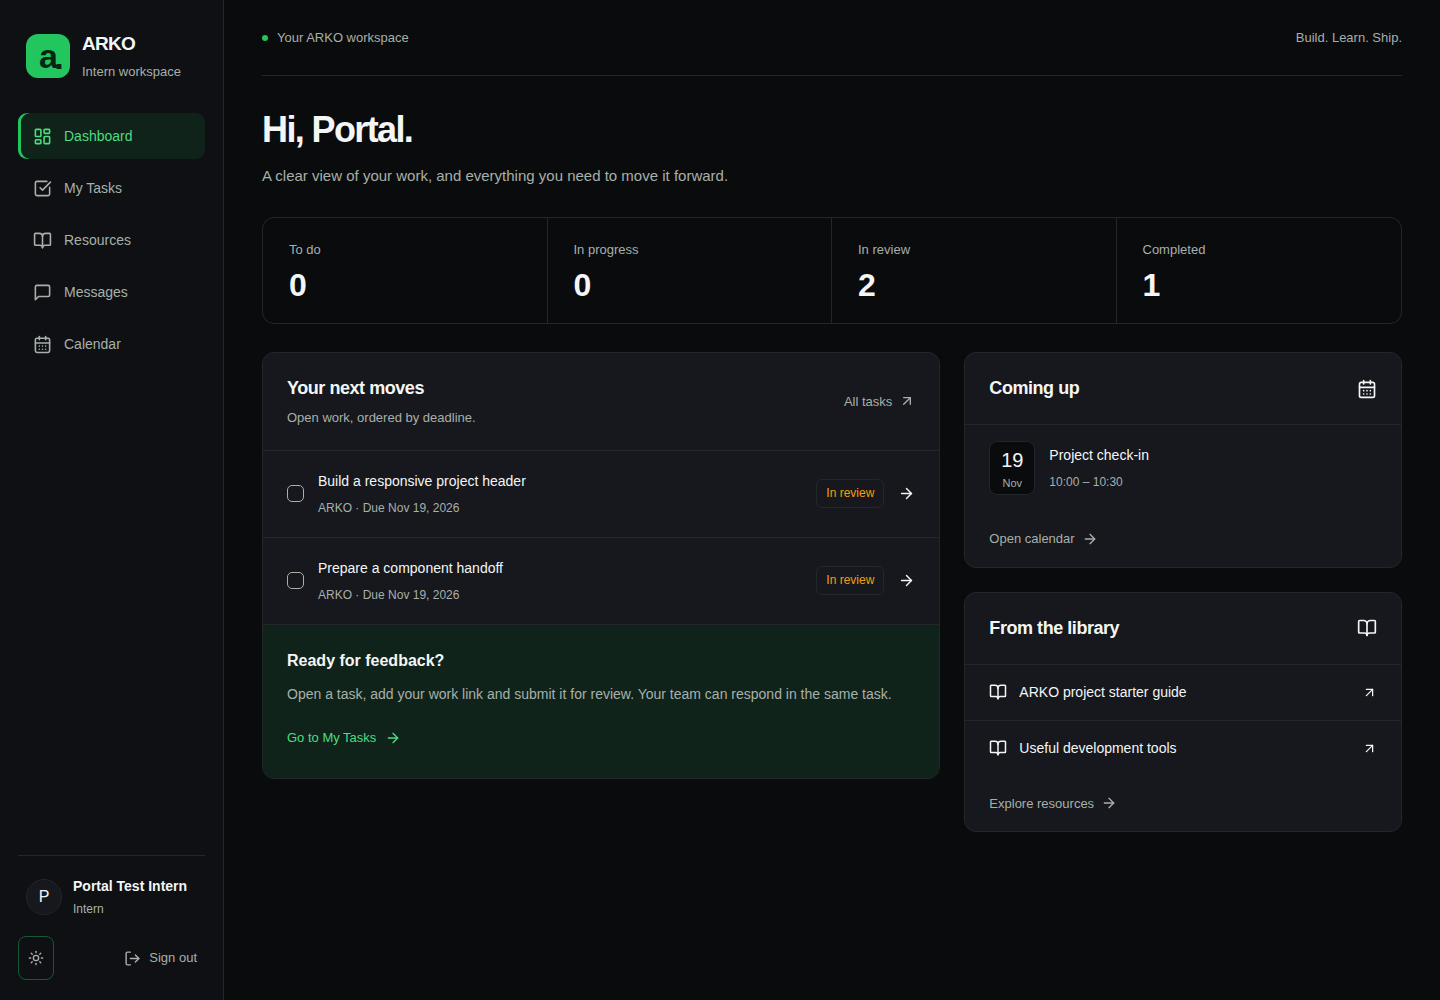 a.
ARKO
Intern workspace
Dashboard
My Tasks
Resources
Messages
Calendar
P
Portal Test Intern
Intern
Sign out
Your ARKO workspace
Build. Learn. Ship.
Hi, Portal.
A clear view of your work, and everything you need to move it forward.
To do
0
In progress
0
In review
2
Completed
1
Your next moves
Open work, ordered by deadline.
All tasks
Build a responsive project header
ARKO · Due Nov 19, 2026
In review
Prepare a component handoff
ARKO · Due Nov 19, 2026
In review
Ready for feedback?
Open a task, add your work link and submit it for review. Your team can respond in the same task.
Go to My Tasks
Coming up
19
Nov
Project check-in
10:00 – 10:30
Open calendar
From the library
ARKO project starter guide
Useful development tools
Explore resources